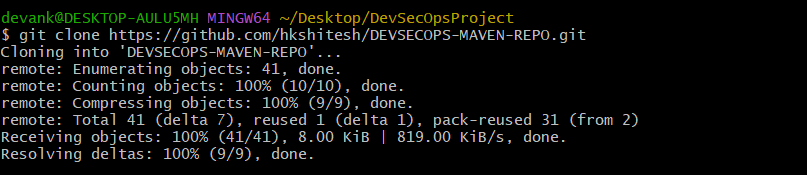 devank@DESKTOP-AULU5MH MINGW64 ~/Desktop/DevSecOpsProject
$ git clone https://github.com/hkshitesh/DEVSECOPS-MAVEN-REPO.git
Cloning into 'DEVSECOPS-MAVEN-REPO'...
remote: Enumerating objects: 41, done.
remote: Counting objects: 100% (10/10), done.
remote: Compressing objects: 100% (9/9), done.
remote: Total 41 (delta 7), reused 1 (delta 1), pack-reused 31 (from 2)
Receiving objects: 100% (41/41), 8.00 KiB | 819.00 KiB/s, done.
Resolving deltas: 100% (9/9), done.